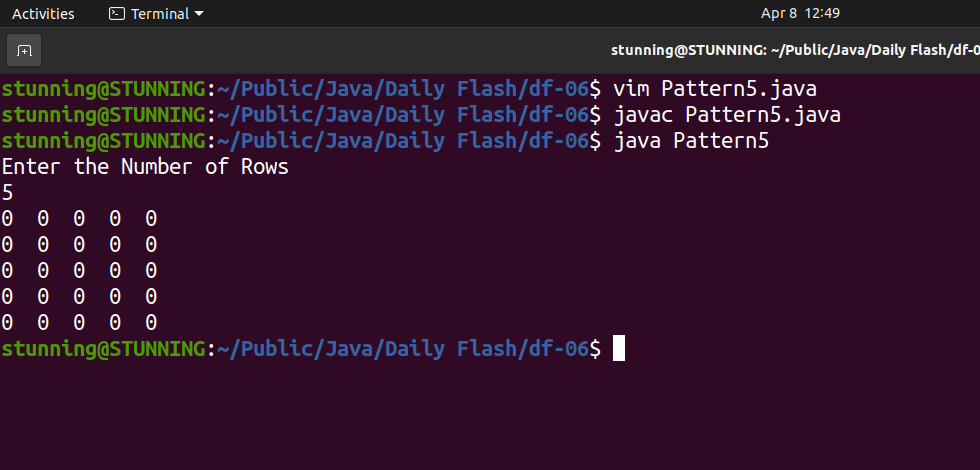 Activities Terminal Apr 8 12:49
stunning@STUNNING: ~/Public/Java/Daily Flash/df-0
stunning@STUNNING:~/Public/Java/Daily Flash/df-06$ vim Pattern5.java
stunning@STUNNING:~/Public/Java/Daily Flash/df-06$ javac Pattern5.java
stunning@STUNNING:~/Public/Java/Daily Flash/df-06$ java Pattern5
Enter the Number of Rows
5
0 0 0 0 0
0 0 0 0 0
0 0 0 0 0
0 0 0 0 0
0 0 0 0 0
stunning@STUNNING:~/Public/Java/Daily Flash/df-06$